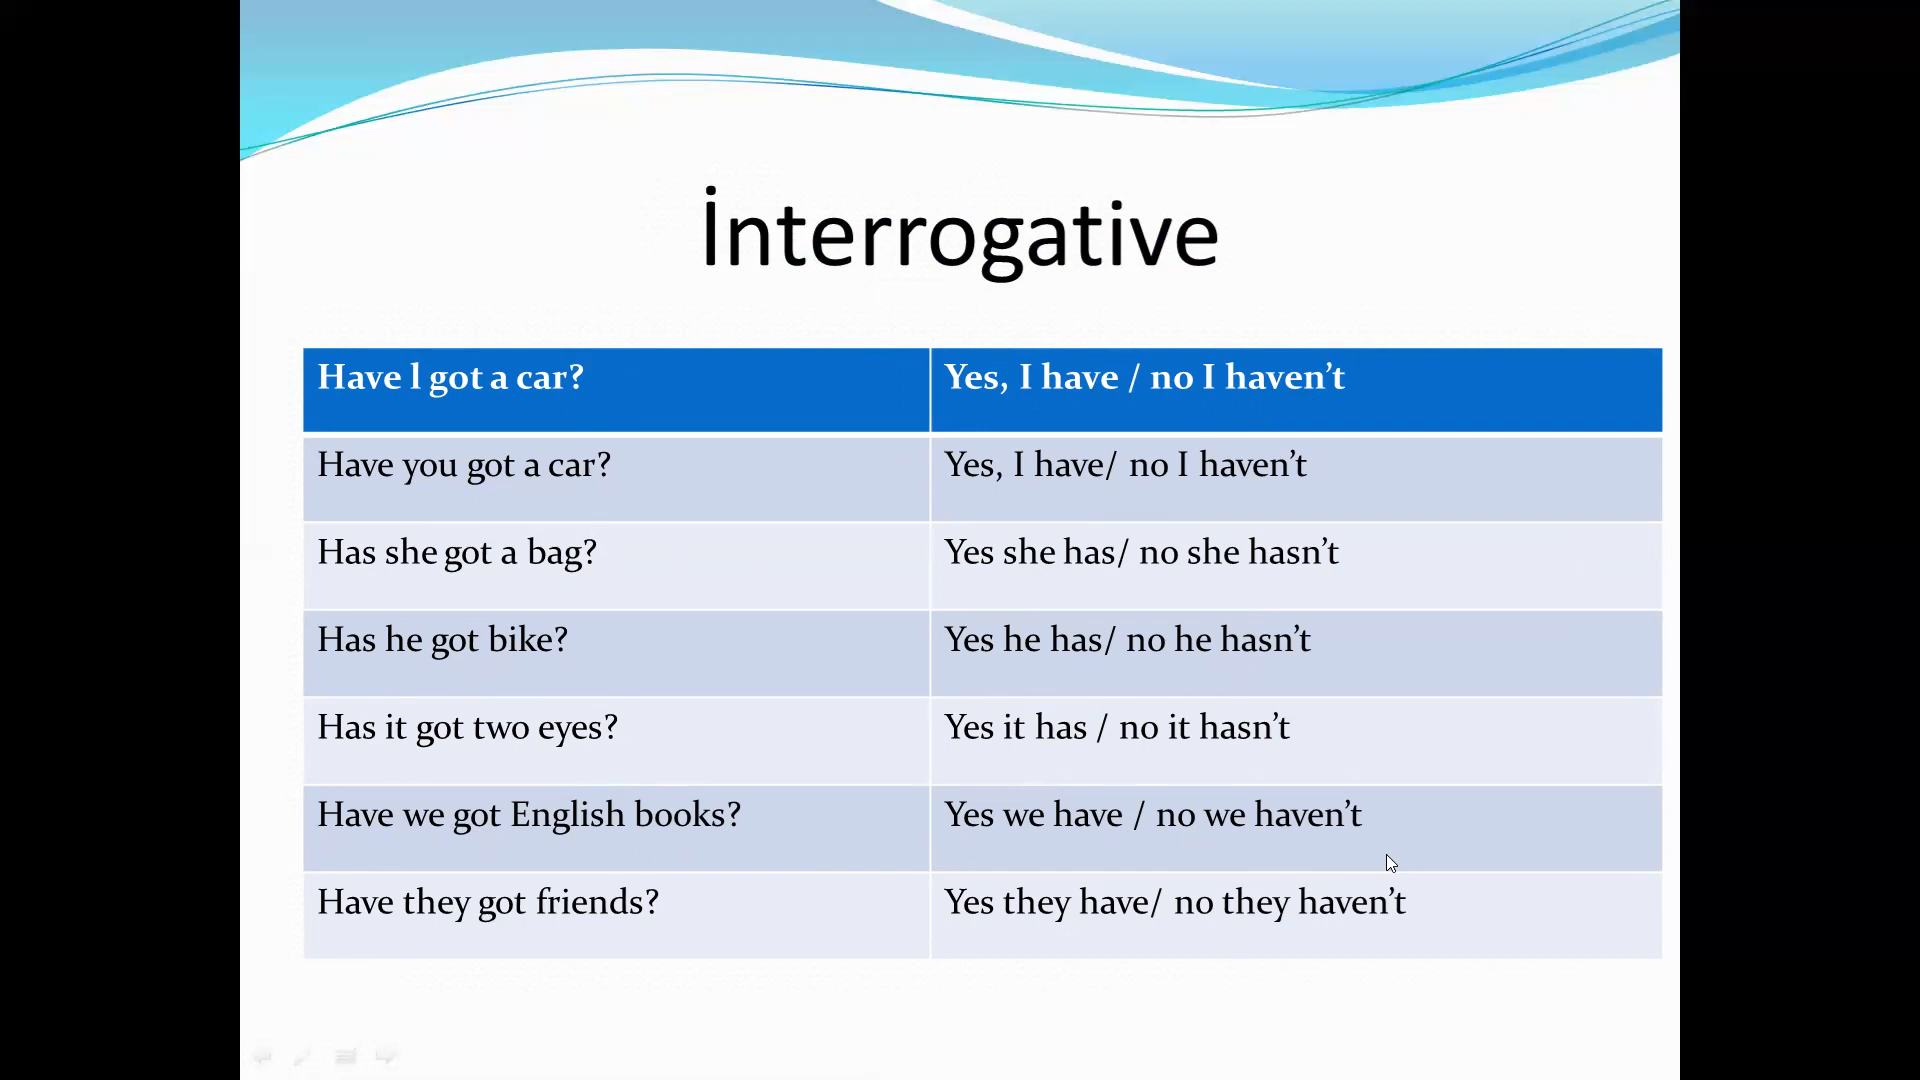 İnterrogative
Have l got a car?
Yes, I have / no I haven’t
Have you got a car?
Yes, I have/ no I haven’t
Has she got a bag?
Yes she has/ no she hasn’t
Has he got bike?
Yes he has/ no he hasn’t
Has it got two eyes?
Yes it has / no it hasn’t
Have we got English books?
Yes we have / no we haven’t
Have they got friends?
Yes they have/ no they haven’t